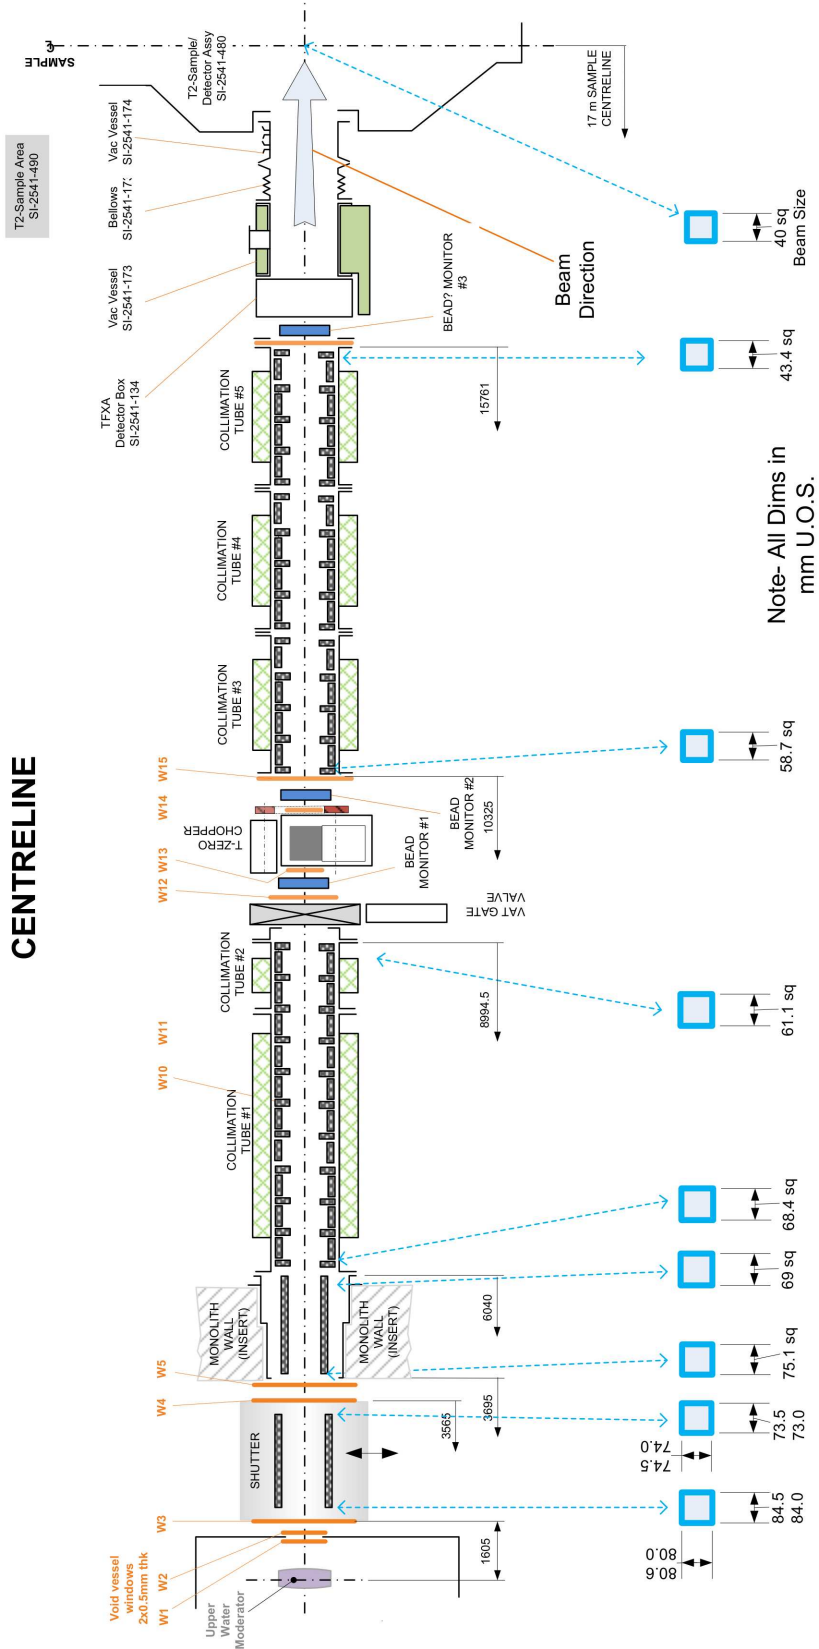 CENTRELINE
T2-Sample Area
SI-2541-490
SAMPLE
CL
T2-Sample/
Detector Assy
SI-2541-480
Vac Vessel
SI-2541-174
Bellows
SI-2541-17
Vac Vessel
SI-2541-173
TFXA
Detector Box
SI-2541-134
17 m SAMPLE
CENTRELINE
BEAD? MONITOR
#3
Beam
Direction
COLLIMATION
TUBE #5
COLLIMATION
TUBE #4
COLLIMATION
TUBE #3
15761
W15
W14
T-ZERO
CHOPPER
W13
W12
BEAD
MONITOR #1
BEAD
MONITOR #2
10325
VAT GATE
VALVE
COLLIMATION
TUBE #2
8994.5
W11
W10
COLLIMATION
TUBE #1
MONOLITH
WALL
(INSERT)
MONOLITH
WALL
(INSERT)
6040
W5
W4
3695
3565
SHUTTER
W3
1605
Void vessel
windows
2x0.5mm thk
W2
W1
Upper
Water
Moderator
40 sq
Beam Size
43.4 sq
58.7 sq
61.1 sq
68.4 sq
69 sq
75.1 sq
73.5
73.0
74.0
74.5
84.5
84.0
80.0
80.6
Note- All Dims in
mm U.O.S.